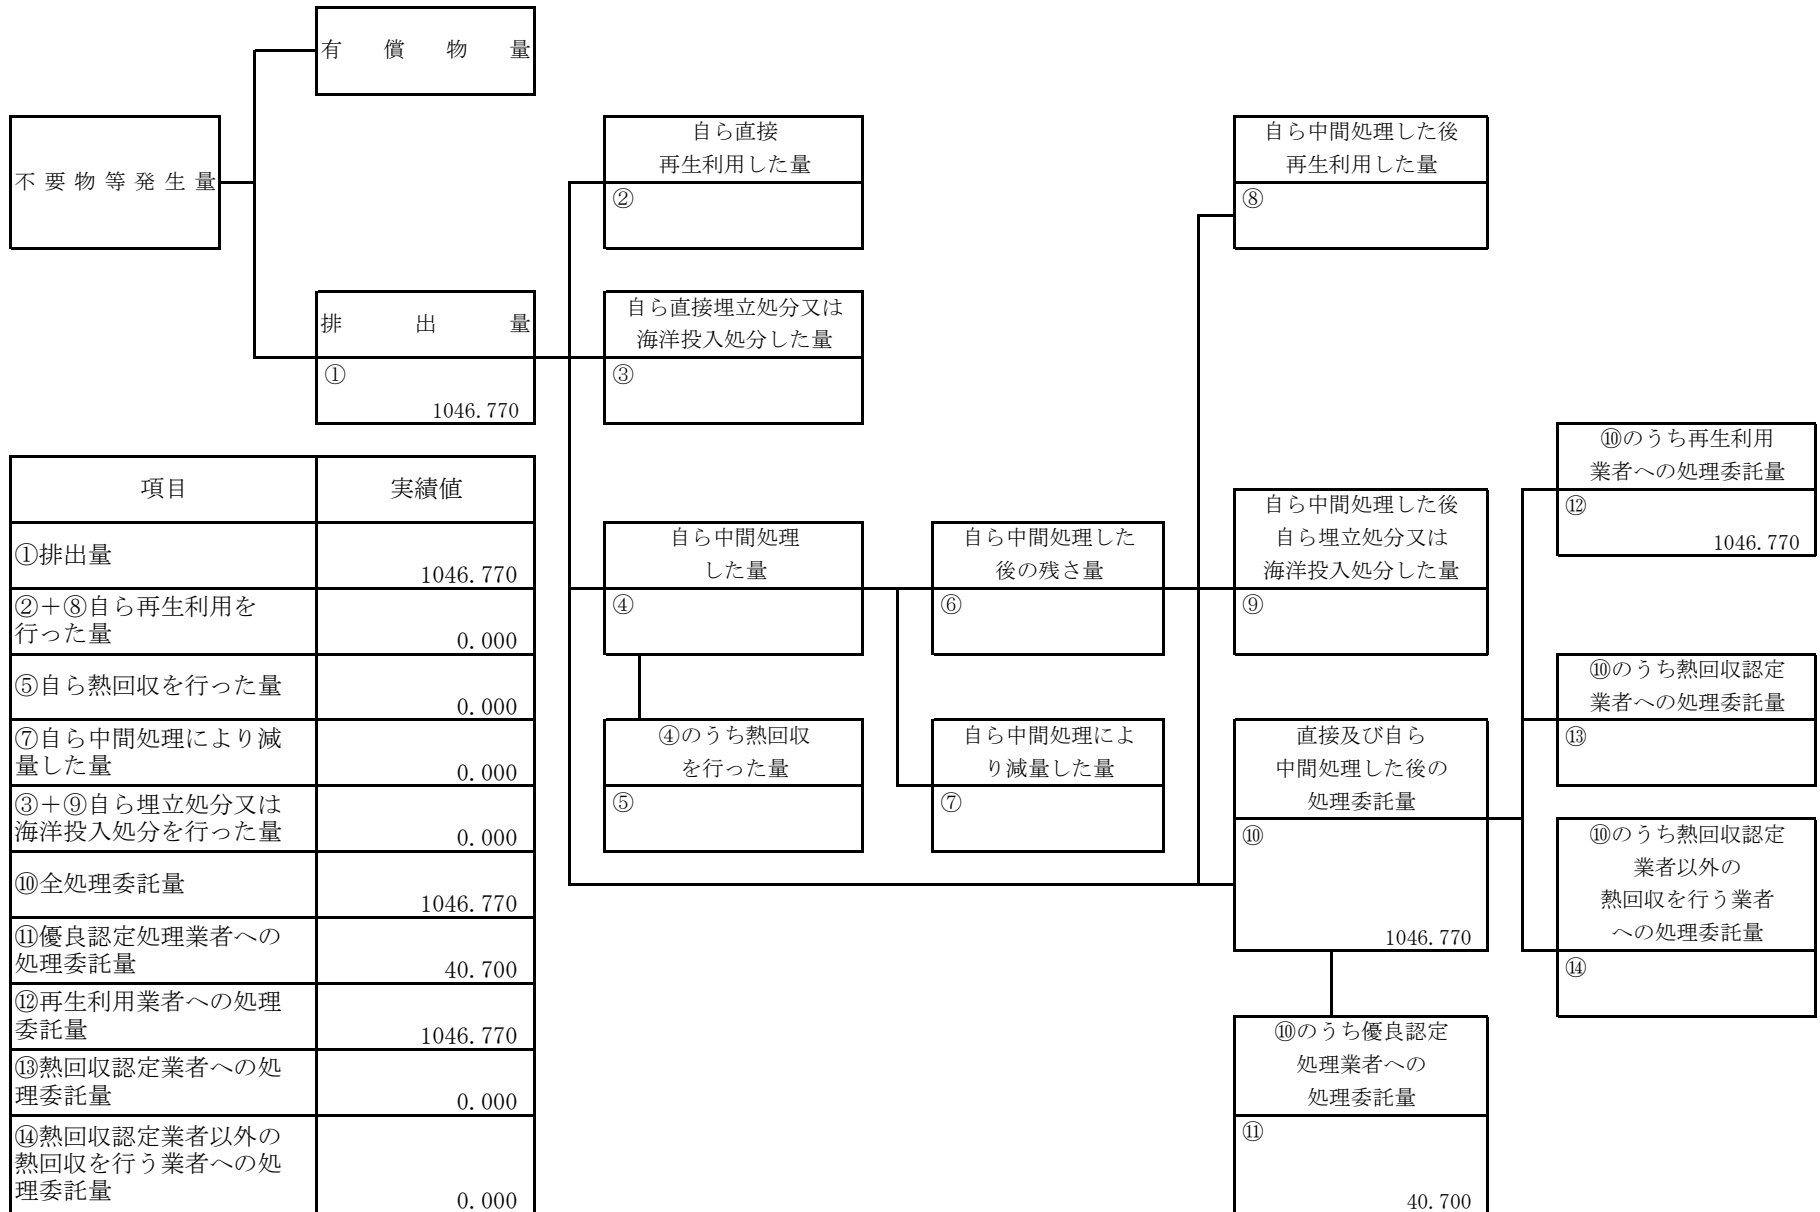 有償物量
不要物等発生量
排出量
①
1046.770
自ら直接
再生利用した量
②
自ら直接埋立処分又は
海洋投入処分した量
③
自ら中間処理
した量
④
④のうち熱回収
を行った量
⑤
自ら中間処理した
後の残さ量
⑥
自ら中間処理によ
り減量した量
⑦
自ら中間処理した後
再生利用した量
⑧
自ら中間処理した後
自ら埋立処分又は
海洋投入処分した量
⑨
直接及び自ら
中間処理した後の
処理委託量
⑩
1046.770
⑩のうち優良認定
処理業者への
処理委託量
⑪
40.700
⑩のうち再生利用
業者への処理委託量
⑫
1046.770
⑩のうち熱回収認定
業者への処理委託量
⑬
⑩のうち熱回収認定
業者以外の
熱回収を行う業者
への処理委託量
⑭
項目 実績値
①排出量
1046.770
②+⑧自ら再生利用を
行った量
0.000
⑤自ら熱回収を行った量
0.000
⑦自ら中間処理により減
量した量
0.000
③+⑨自ら埋立処分又は
海洋投入処分を行った量
0.000
⑩全処理委託量
1046.770
⑪優良認定処理業者への
処理委託量
40.700
⑫再生利用業者への処理
委託量
1046.770
⑬熱回収認定業者への処
理委託量
0.000
⑭熱回収認定業者以外の
熱回収を行う業者への処
理委託量
0.000